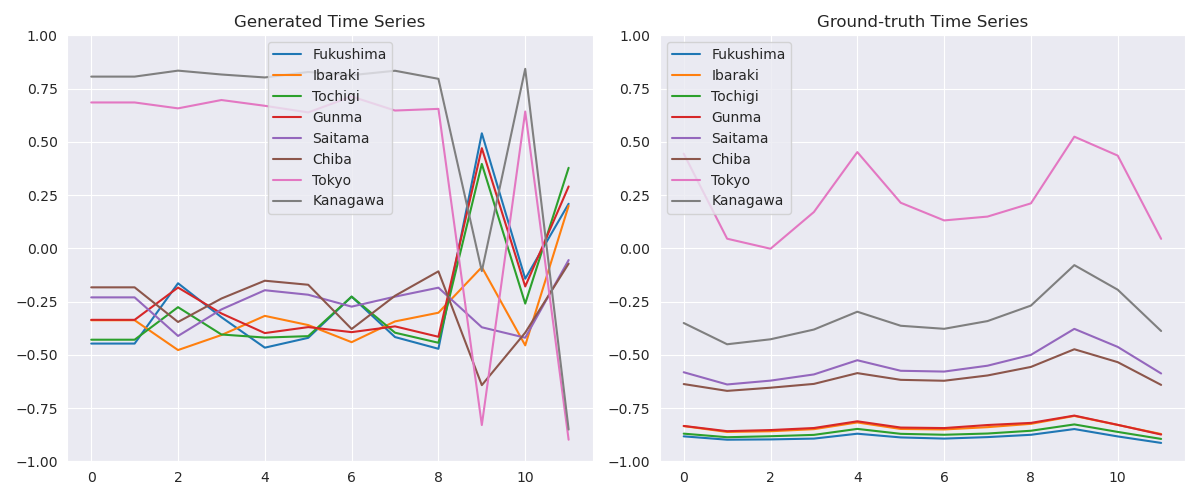 Generated Time Series
1.00
0.75
0.50
0.25
0.00
−0.25
−0.50
−0.75
−1.00
0 2 4 6 8 10
Fukushima
Ibaraki
Tochigi
Gunma
Saitama
Chiba
Tokyo
Kanagawa
Ground-truth Time Series
1.00
0.75
0.50
0.25
0.00
−0.25
−0.50
−0.75
−1.00
0 2 4 6 8 10
Fukushima
Ibaraki
Tochigi
Gunma
Saitama
Chiba
Tokyo
Kanagawa